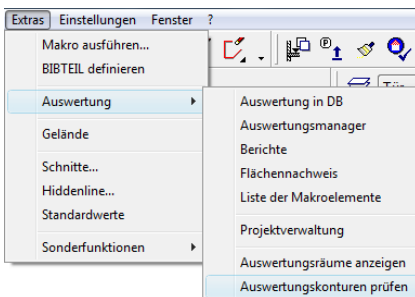 Extras Einstellungen Fenster ?
Makro ausführen...
BIBTEIL definieren
Auswertung
Gelände
Schnitte...
Hiddenline...
Standardwerte
Sonderfunktionen
Auswertung in DB
Auswertungsmanager
Berichte
Flächennachweis
Liste der Makroelemente
Projektverwaltung
Auswertungsräume anzeigen
Auswertungskonturen prüfen